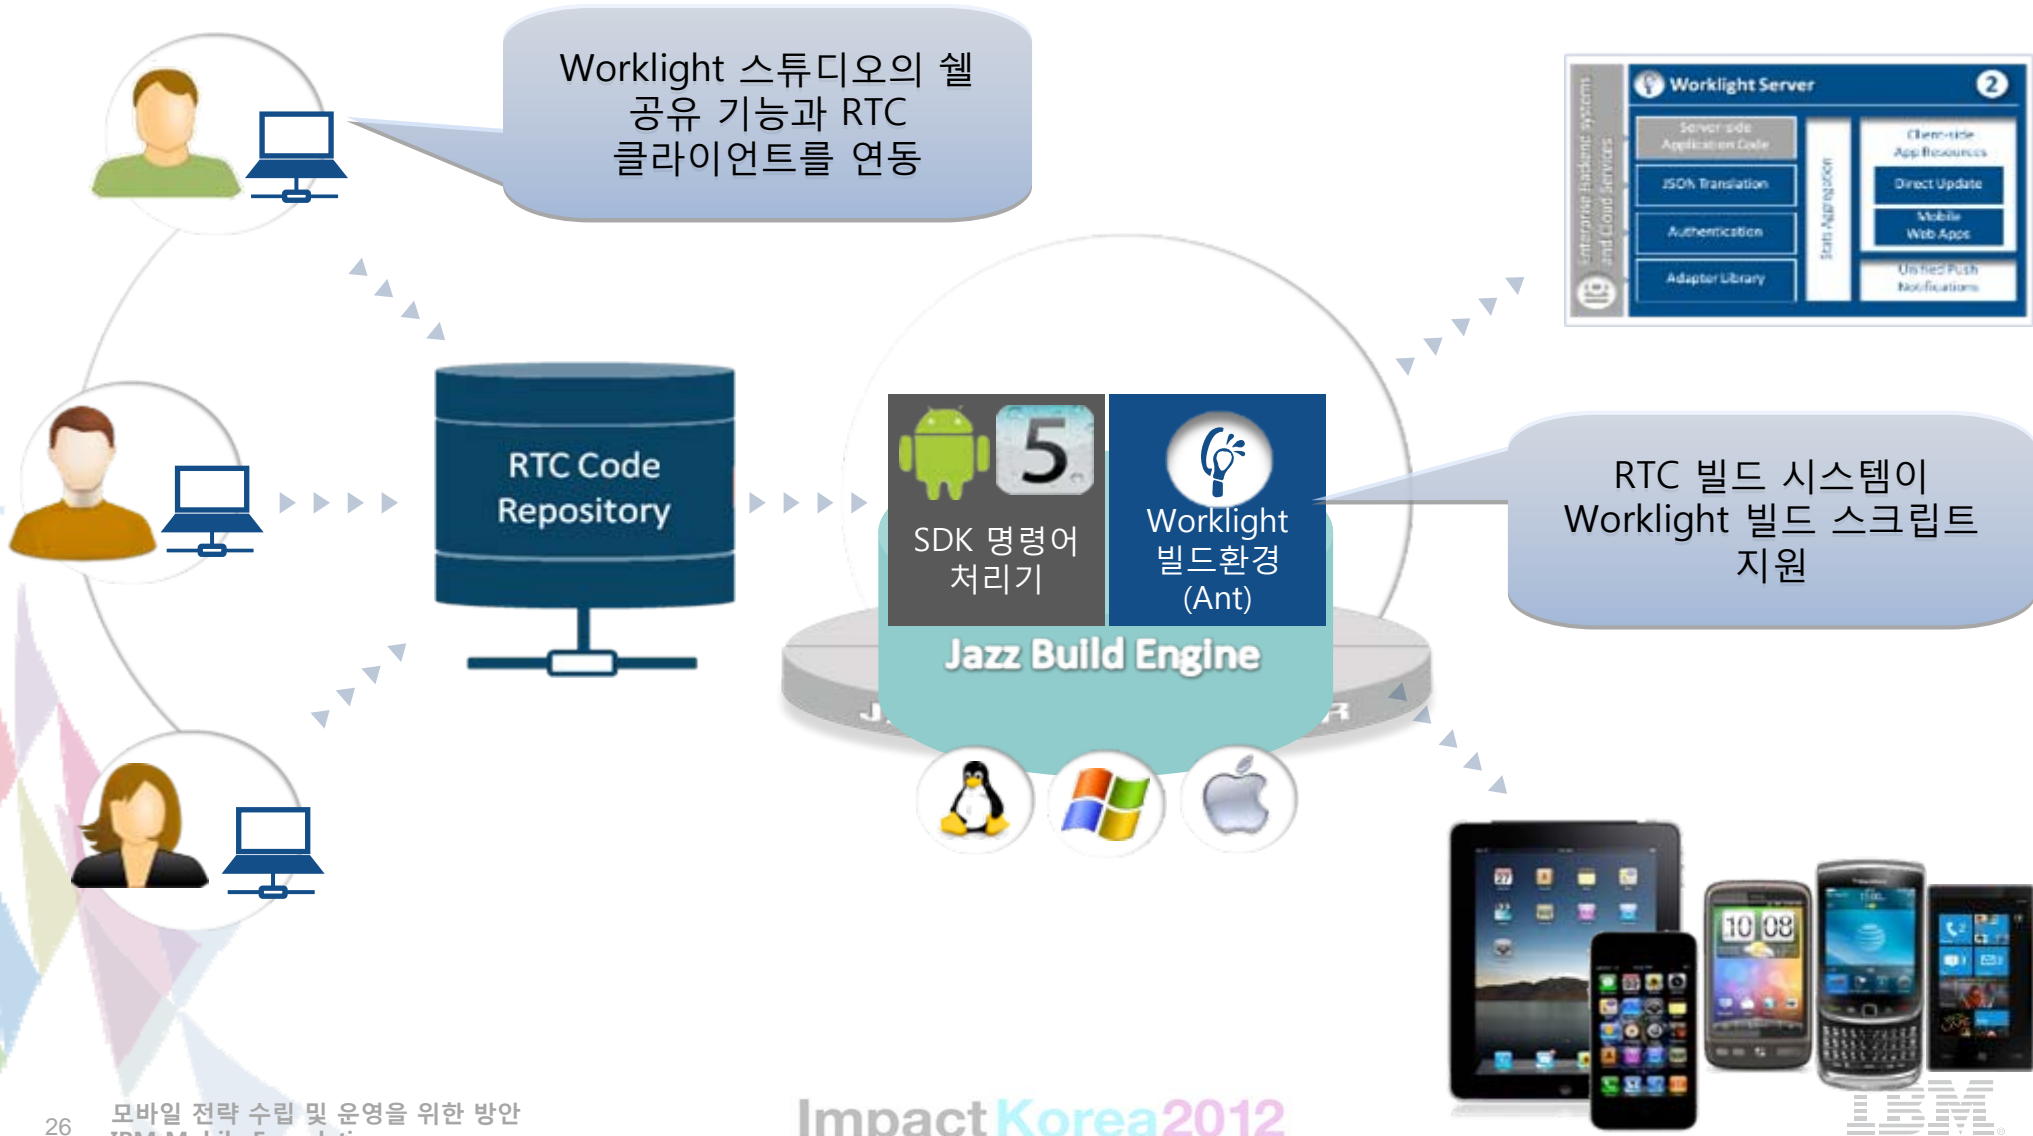 Worklight 스튜디오의 쉘
공유 기능과 RTC
클라이언트를 연동
Enterprise Backend systems
and Cloud Services
Worklight Server
2
Server-side
Application Code
JSON Translation
Authentication
Adapter Library
Stats Aggregation
Client-side
App Resources
Direct Update
Mobile
Web Apps
Unified Push
Notifications
RTC Code
Repository
5
SDK 명령어
처리기
Worklight
빌드환경
(Ant)
Jazz Build Engine
RTC 빌드 시스템이
Worklight 빌드 스크립트
지원
10 08
26
모바일 전략 수립 및 운영을 위한 방안
Impact Korea2012
IBM